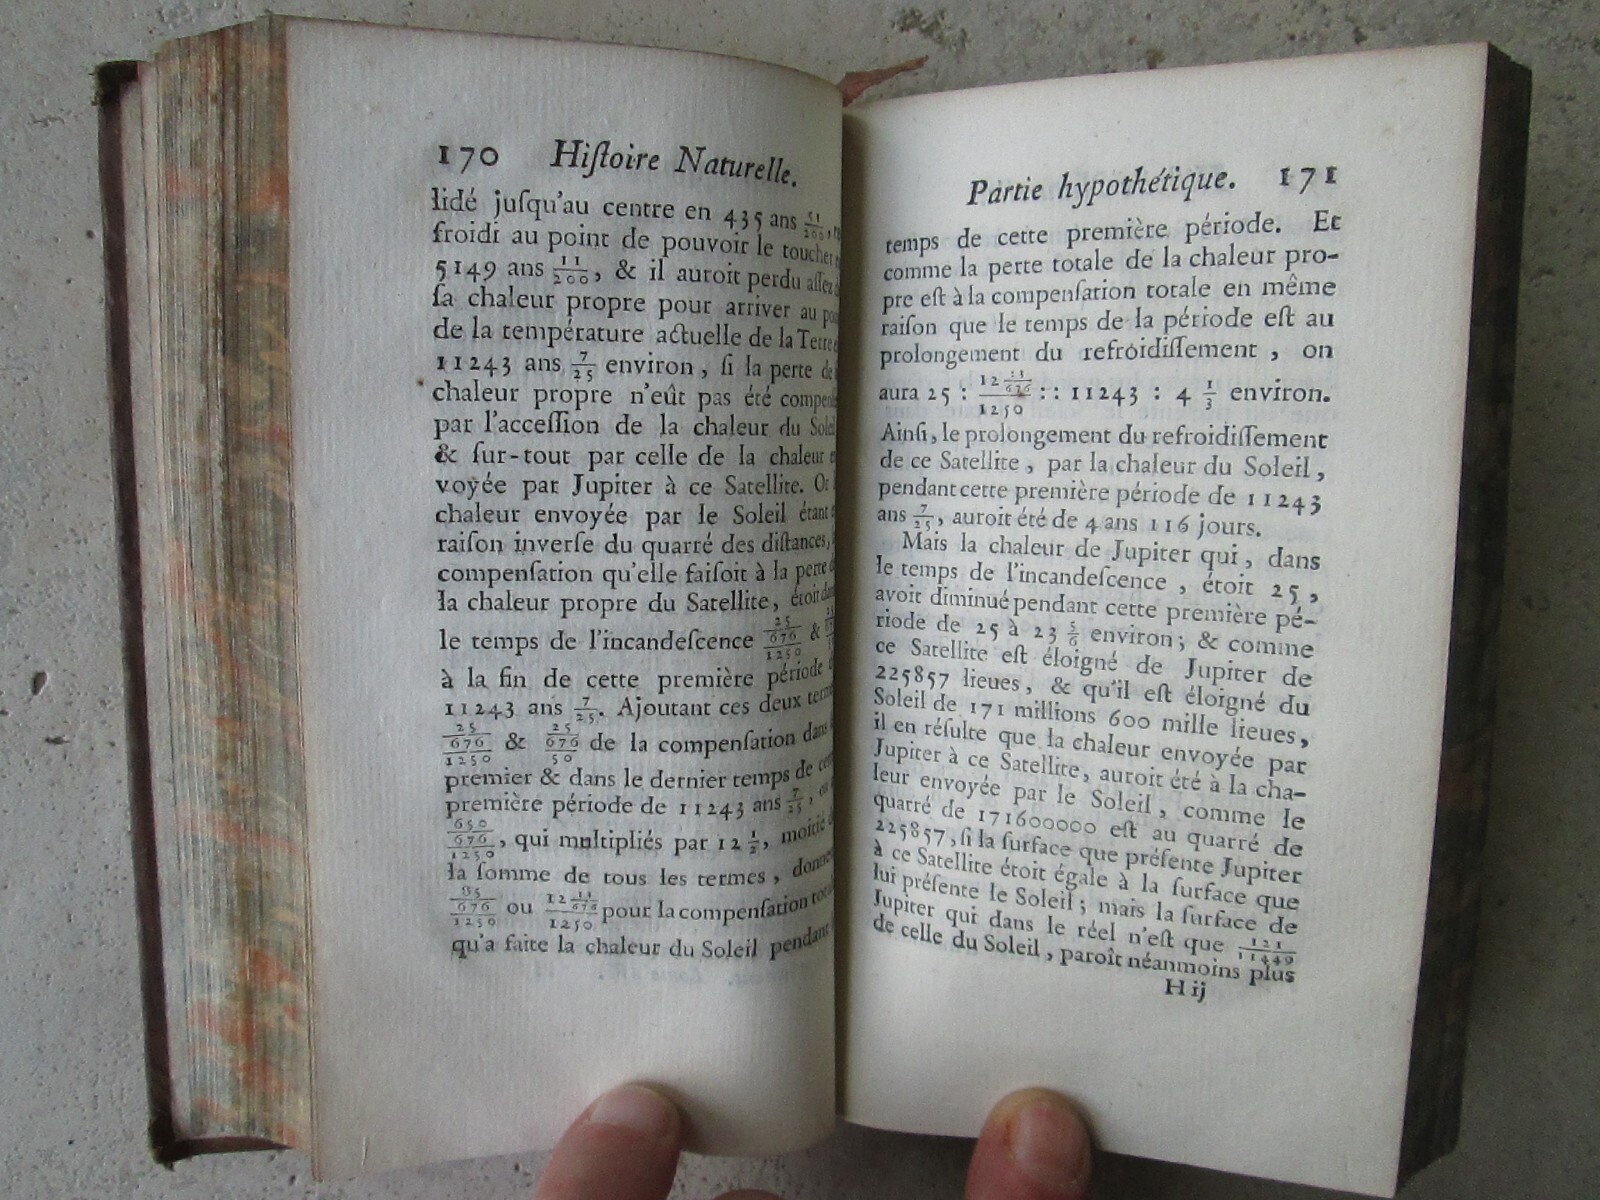 170 Hiſtoire Naturelle.
lidé juſqu'au centre en 435 ans 51/200,
froidi au point de pouvoir le toucher
5149 ans 11/200, & il auroit perdu aſſez
ſa chaleur propre pour arriver au
de la température actuelle de la Terre
11243 ans 7/25 environ, ſi la perte de
chaleur propre n'eût pas été
par l'acceſſion de la chaleur du Soleil
& ſur-tout par celle de la chaleur
voyée par Jupiter à ce Satellite. Or
chaleur envoyée par le Soleil étant
raiſon inverſe du quarré des diſtances,
compenſation qu'elle faiſoit à la perte
la chaleur propre du Satellite, étoit dans
le temps de l'incandeſcence 25/676/1250 &
à la fin de cette première période
11243 ans 7/25. Ajoutant ces deux
25/676/1250 & 25/676/50 de la compenſation dans
premier & dans le dernier temps de
première période de 11243 ans 7/25,
650/676/1250, qui multipliés par 12 1/2, moitié
la ſomme de tous les termes, donnent
/676/1250 ou 12 11/676/1250 pour la compenſation
qu'a faite la chaleur du Soleil pendant
Partie hypothétique. 171
temps de cette première période. Et
comme la perte totale de la chaleur pro-
pre eſt à la compenſation totale en même
raiſon que le temps de la période eſt au
prolongement du refroidiſſement, on
aura 25 : 12 11/676/1250 :: 11243 : 4 1/3 environ.
Ainſi, le prolongement du refroidiſſement
de ce Satellite, par la chaleur du Soleil,
pendant cette première période de 11243
ans 7/25, auroit été de 4 ans 116 jours.
Mais la chaleur de Jupiter qui, dans
le temps de l'incandeſcence, étoit 25,
avoit diminué pendant cette première pé-
riode de 25 à 23 5/6 environ; & comme
ce Satellite eſt éloigné de Jupiter de
225857 lieues, & qu'il eſt éloigné du
Soleil de 171 millions 600 mille lieues,
il en réſulte que la chaleur envoyée par
Jupiter à ce Satellite, auroit été à la cha-
leur envoyée par le Soleil, comme le
quarré de 171600000 eſt au quarré de
225857, ſi la ſurface que préſente Jupiter
à ce Satellite étoit égale à la ſurface que
lui préſente le Soleil; mais la ſurface de
Jupiter qui dans le réel n'eſt que 121/11449
de celle du Soleil, paroît néanmoins plus
H ij